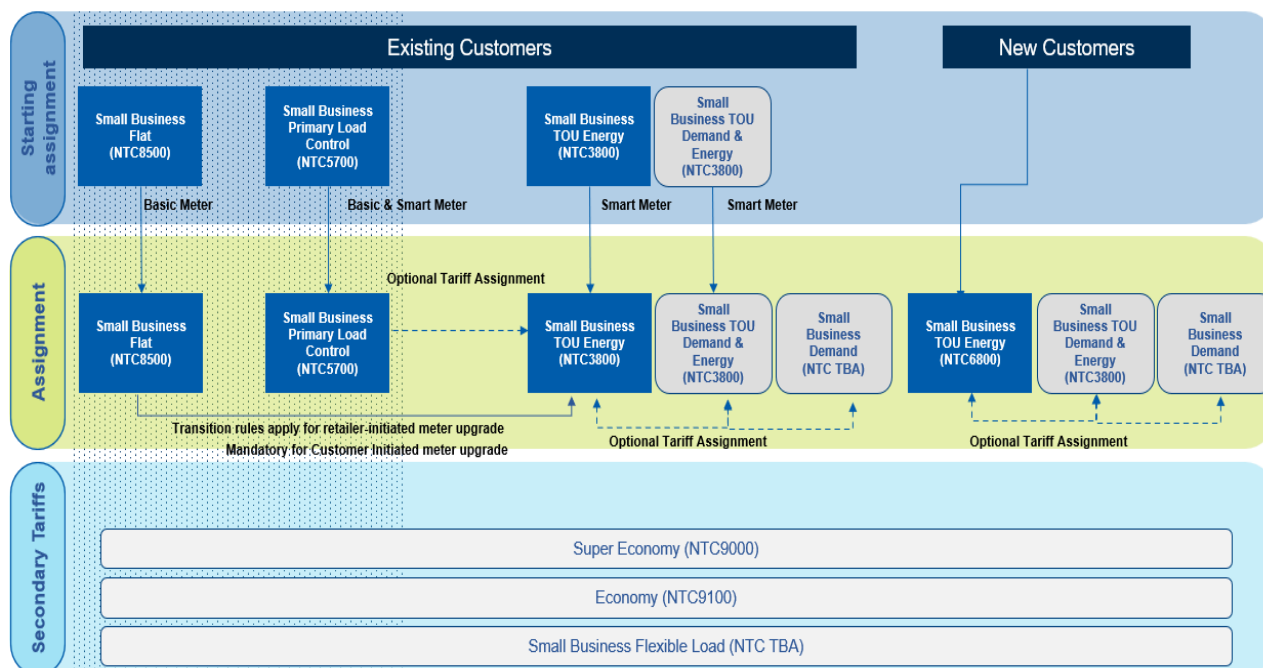 Existing Customers
New Customers
Starting
assignment
Small Business
Flat
(NTC8500)
Small Business
Primary Load
Control
(NTC5700)
Small Business
TOU Energy
(NTC3800)
Small
Business TOU
Demand &
Energy
(NTC3800)
Basic Meter
Basic & Smart Meter
Smart Meter
Smart Meter
Assignment
Optional Tariff Assignment
Small Business
Flat
(NTC8500)
Small Business
Primary Load
Control
(NTC5700)
Small Business
TOU Energy
(NTC3800)
Small
Business TOU
Demand &
Energy
(NTC3800)
Small
Business
Demand
(NTC TBA)
Small Business
TOU Energy
(NTC6800)
Small
Business TOU
Demand &
Energy
(NTC3800)
Small
Business
Demand
(NTC TBA)
Transition rules apply for retailer-initiated meter upgrade
Mandatory for Customer Initiated meter upgrade
Optional Tariff Assignment
Optional Tariff Assignment
Secondary Tariffs
Super Economy (NTC9000)
Economy (NTC9100)
Small Business Flexible Load (NTC TBA)